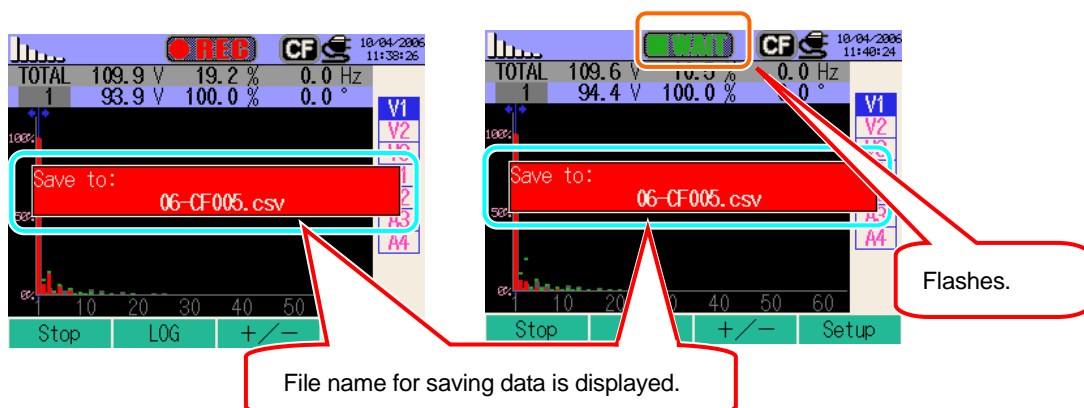 REC CF 10/04/2006
11:38:26
TOTAL 109.9 V 19.2 % 0.0 Hz
1 93.9 V 100.0 % 0.0 °
V1
V2
100%
Save to:
06-CF005.csv
50%
A3
A4
0%
10 20 30 40 50
Stop LOG +/−
WAIT CF 10/04/2006
11:40:24
TOTAL 109.6 V % 0.0 Hz
1 94.4 V 100.0 % 0.0 °
V1
V2
100%
Save to:
06-CF005.csv
50%
A3
A4
0%
10 20 40 50 60
Stop +/− Setup
Flashes.
File name for saving data is displayed.